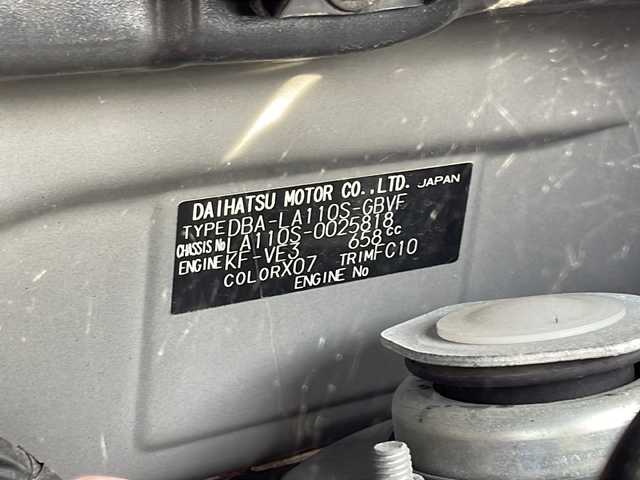 DAIHATSU MOTOR CO.,LTD. JAPAN
TYPE DBA-LA110S-GBVF
CHASSIS No LA110S-0025818
ENGINE KF-VE3 658cc
COLOR X07 TRIM FC10
ENGINE No